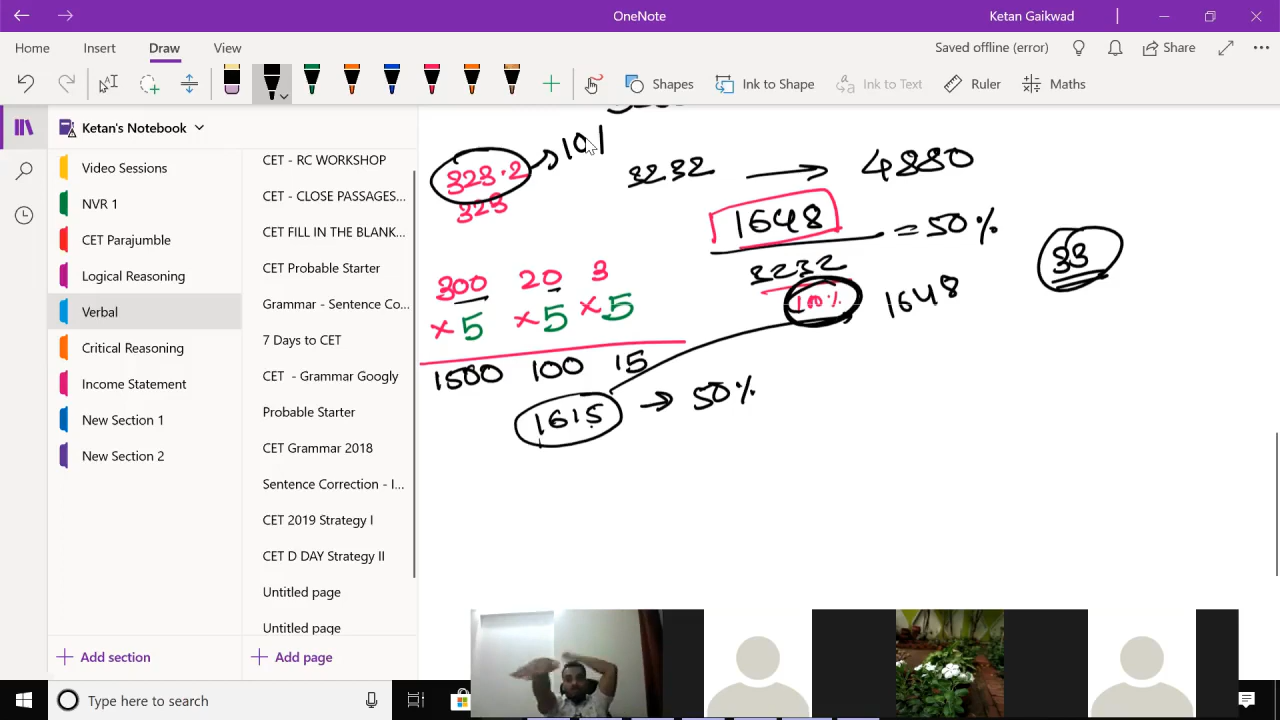 OneNote
Ketan Gaikwad
Home Insert Draw View
Saved offline (error) Share
Shapes Ink to Shape Ink to Text Ruler Maths
Ketan's Notebook
Video Sessions
NVR 1
CET Parajumble
Logical Reasoning
Verbal
Critical Reasoning
Income Statement
New Section 1
New Section 2
Add section
CET - RC WORKSHOP
CET - CLOSE PASSAGES...
CET FILL IN THE BLANK...
CET Probable Starter
Grammar - Sentence Co...
7 Days to CET
CET - Grammar Googly
Probable Starter
CET Grammar 2018
Sentence Correction - I...
CET 2019 Strategy I
CET D DAY Strategy II
Untitled page
Untitled page
Add page
323.2 → 10%
323
3232 → 4880
1648 = 50%
3232
100% 1648
33
300 20 3
×5 ×5 ×5
1500 100 15
1615 → 50%
Type here to search